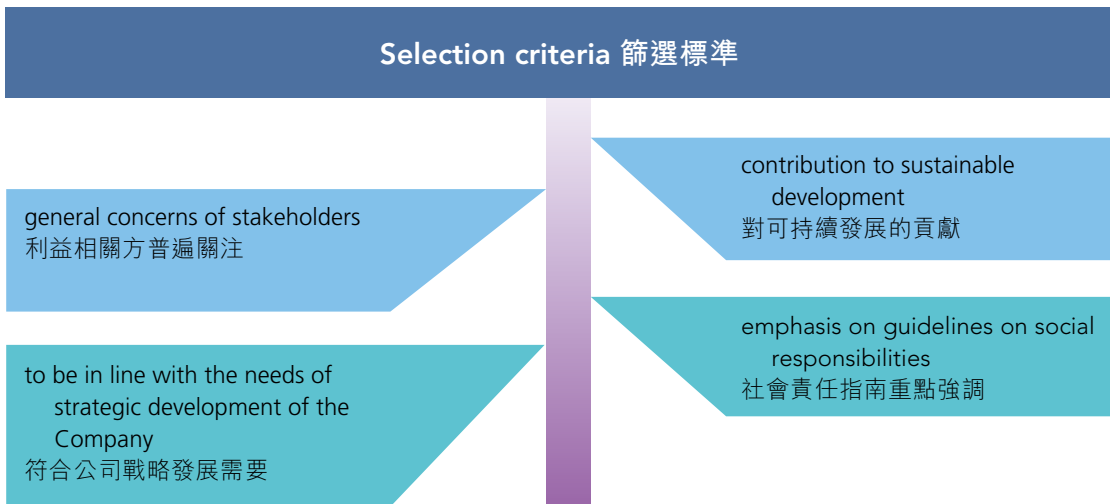 Selection criteria 篩選標準
general concerns of stakeholders
利益相關方普遍關注
to be in line with the needs of
strategic development of the
Company
符合公司戰略發展需要
contribution to sustainable
development
對可持續發展的貢獻
emphasis on guidelines on social
responsibilities
社會責任指南重點強調